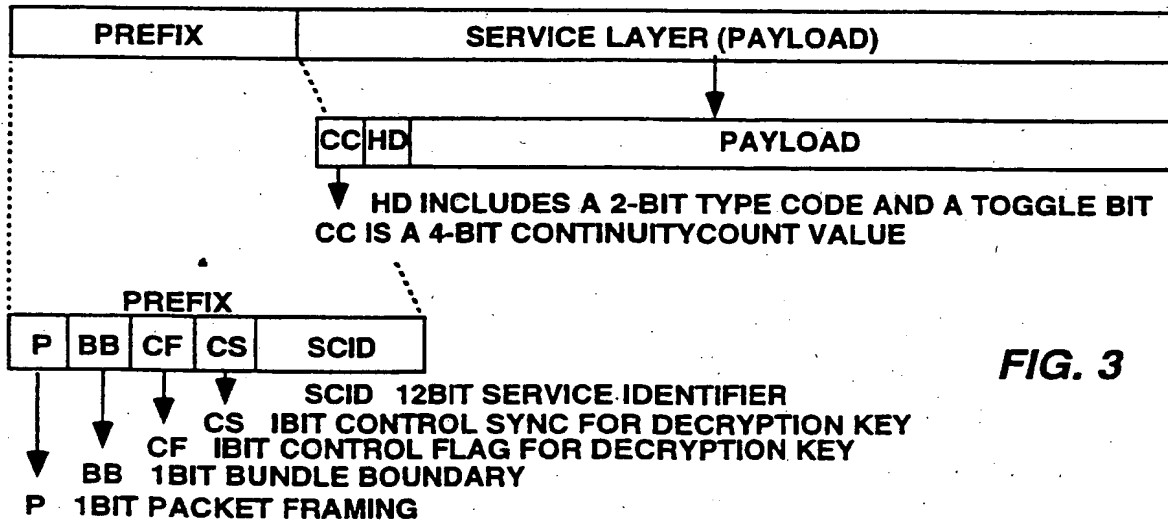 PREFIX SERVICE LAYER (PAYLOAD)
CC HD PAYLOAD
HD INCLUDES A 2-BIT TYPE CODE AND A TOGGLE BIT
CC IS A 4-BIT CONTINUITYCOUNT VALUE
PREFIX
P BB CF CS SCID
FIG. 3
SCID 12BIT SERVICE IDENTIFIER
CS IBIT CONTROL SYNC FOR DECRYPTION KEY
CF IBIT CONTROL FLAG FOR DECRYPTION KEY
BB 1BIT BUNDLE BOUNDARY
P 1BIT PACKET FRAMING